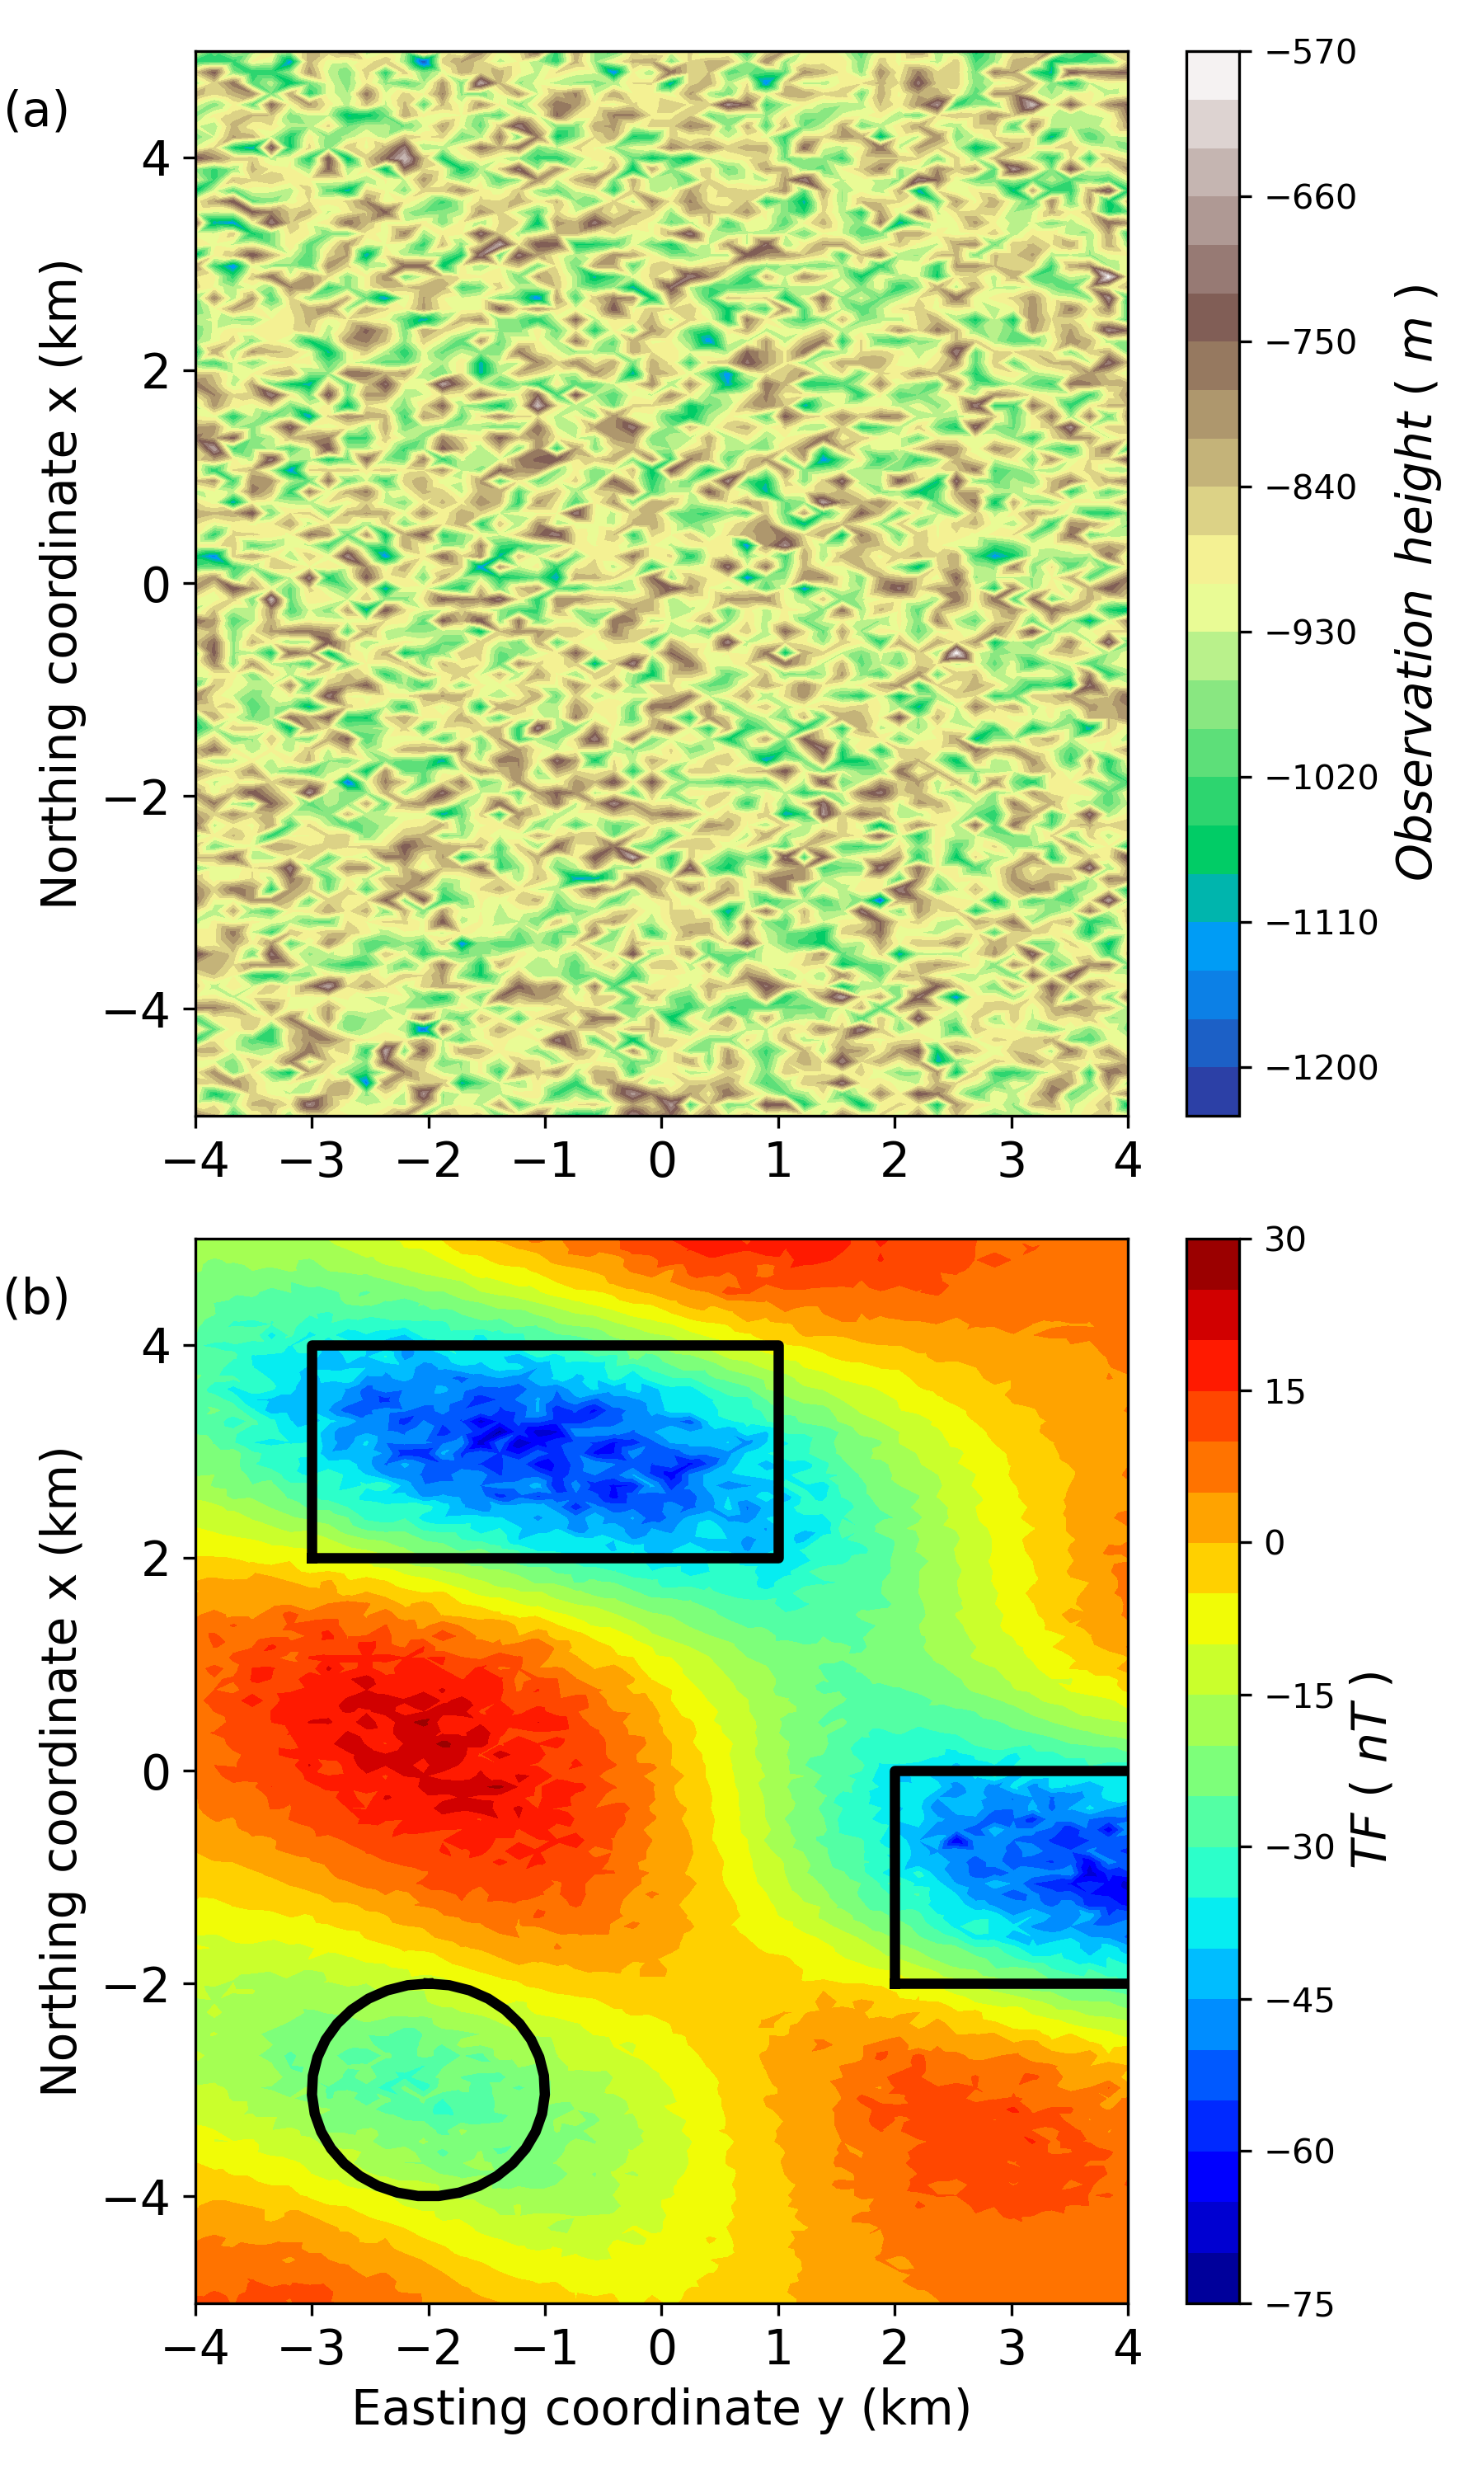 (a)
Northing coordinate x (km)
4
2
0
−2
−4
−4 −3 −2 −1 0 1 2 3 4
−570
−660
−750
−840
−930
−1020
−1110
−1200
Observation height ( m )
(b)
Northing coordinate x (km)
4
2
0
−2
−4
−4 −3 −2 −1 0 1 2 3 4
Easting coordinate y (km)
30
15
0
−15
−30
−45
−60
−75
TF ( nT )